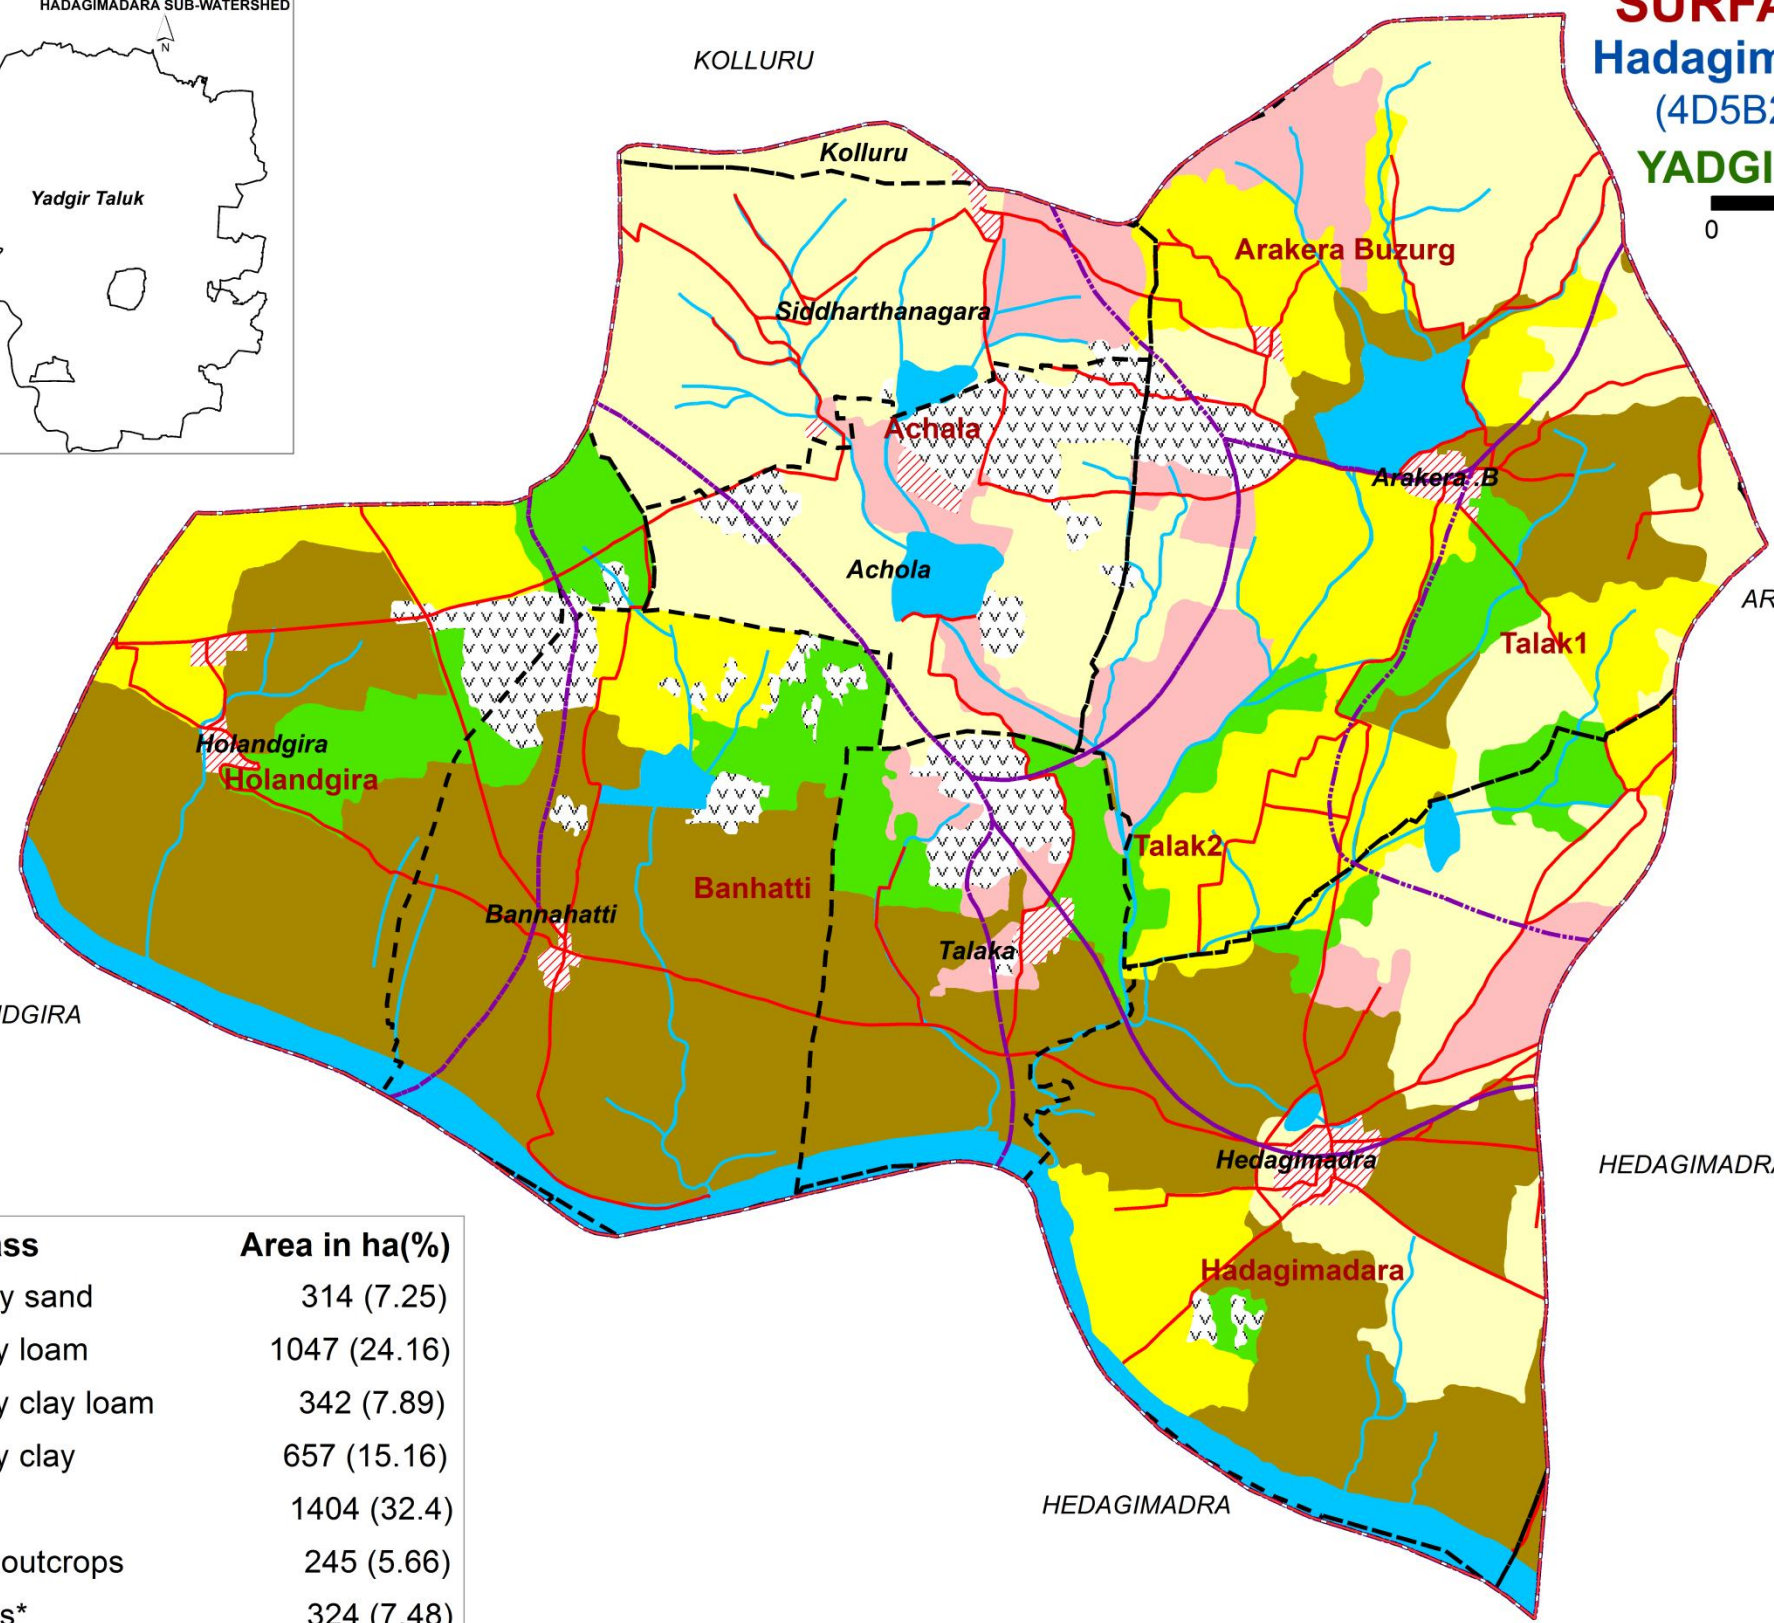 HADAGIMADARA SUB-WATERSHED
N
Yadgir Taluk
SURFA
Hadagim
(4D5B2
YADGI
0
KOLLURU
Kolluru
Arakera Buzurg
Siddharthanagara
Achala
Arakera .B
Achola
AR
Talak1
Holandgira
Holandgira
Talak2
Banhatti
Bannahatti
Talaka
NDGIRA
Hedagimadra
HEDAGIMADRA
Hadagimadara
HEDAGIMADRA
ass Area in ha(%)
y sand 314 (7.25)
y loam 1047 (24.16)
y clay loam 342 (7.89)
y clay 657 (15.16)
1404 (32.4)
outcrops 245 (5.66)
s* 324 (7.48)